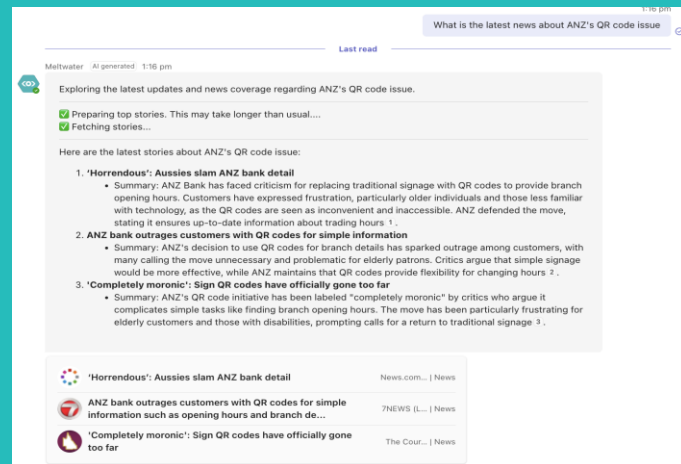 1:16 pm
What is the latest news about ANZ's QR code issue
Last read
Meltwater AI generated 1:16 pm
Exploring the latest updates and news coverage regarding ANZ's QR code issue.
Preparing top stories. This may take longer than usual....
Fetching stories...
Here are the latest stories about ANZ's QR code issue:
1. 'Horrendous': Aussies slam ANZ bank detail
• Summary: ANZ Bank has faced criticism for replacing traditional signage with QR codes to provide branch
opening hours. Customers have expressed frustration, particularly older individuals and those less familiar
with technology, as the QR codes are seen as inconvenient and inaccessible. ANZ defended the move,
stating it ensures up-to-date information about trading hours 1 .
2. ANZ bank outrages customers with QR codes for simple information
• Summary: ANZ's decision to use QR codes for branch details has sparked outrage among customers, with
many calling the move unnecessary and problematic for elderly patrons. Critics argue that simple signage
would be more effective, while ANZ maintains that QR codes provide flexibility for changing hours 2 .
3. 'Completely moronic': Sign QR codes have officially gone too far
• Summary: ANZ's QR code initiative has been labeled "completely moronic" by critics who argue it
complicates simple tasks like finding branch opening hours. The move has been particularly frustrating for
elderly customers and those with disabilities, prompting calls for a return to traditional signage 3 .
'Horrendous': Aussies slam ANZ bank detail News.com... | News
ANZ bank outrages customers with QR codes for simple
information such as opening hours and branch de... 7NEWS (L... | News
'Completely moronic': Sign QR codes have officially gone
too far The Cour... | News